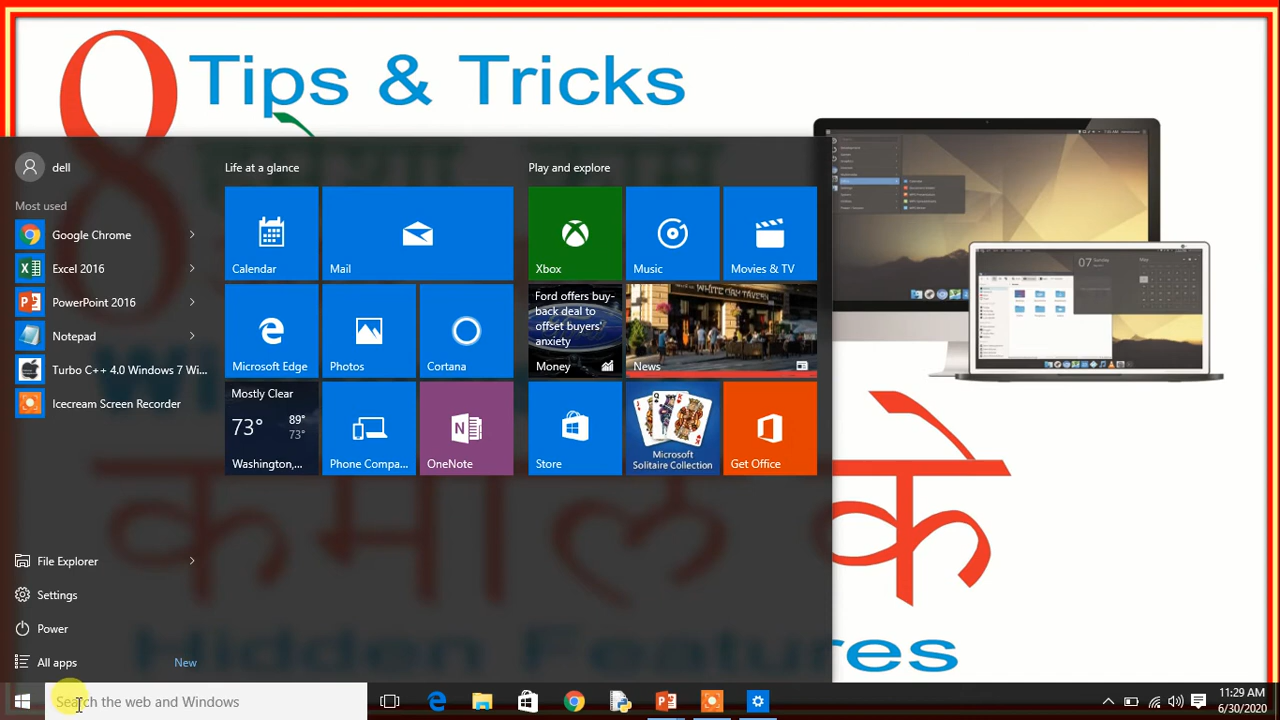 Tips & Tricks
dell
Most used
Google Chrome
Excel 2016
PowerPoint 2016
Notepad
Turbo C++ 4.0 Windows 7 Wi...
Icecream Screen Recorder
File Explorer
Settings
Power
All apps
New
Life at a glance
Calendar
Mail
Microsoft Edge
Photos
Cortana
Mostly Clear
73°
89°
73°
Washington,...
Phone Compa...
OneNote
Play and explore
Xbox
Music
Movies & TV
Ford offers buy-
back deal to
offset buyers'
anxiety
Money
News
Store
Microsoft
Solitaire Collection
Get Office
कमाल के
Hidden Features
Search the web and Windows
11:29 AM
6/30/2020